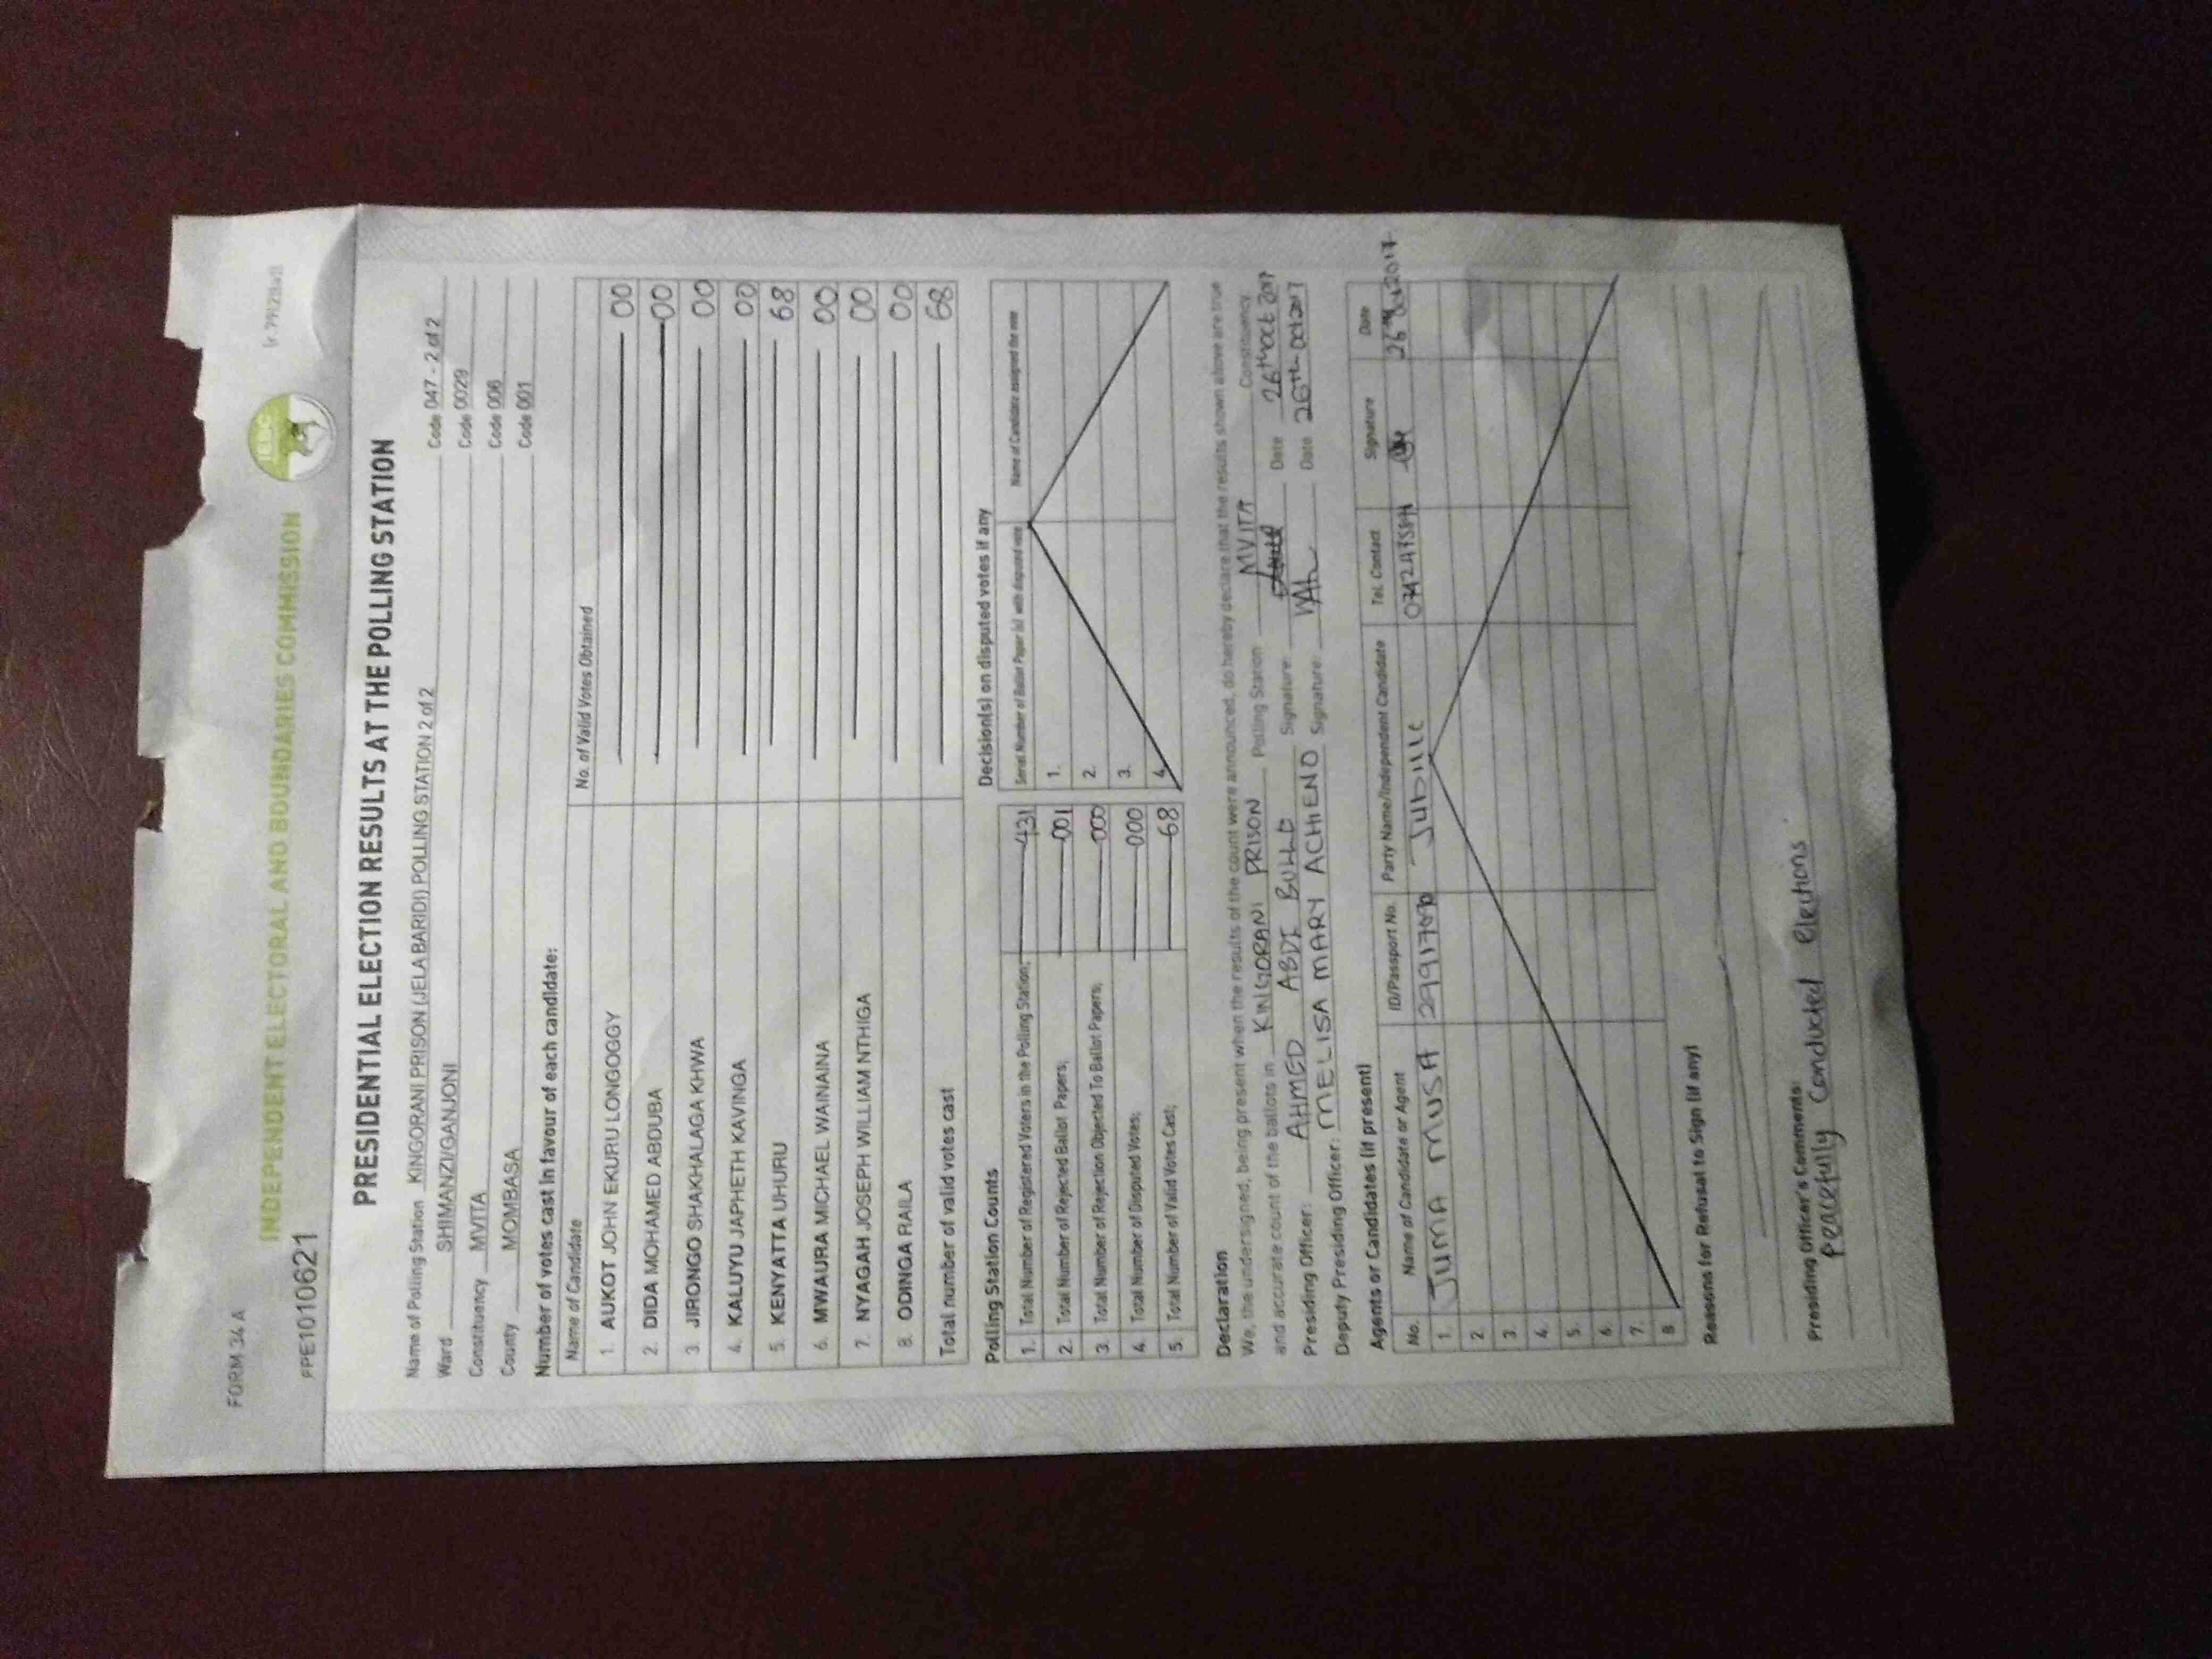 FORM 34 A
INDEPENDENT ELECTORAL AND BOUNDARIES COMMISSION
PPE1010621
IEBC
PRESIDENTIAL ELECTION RESULTS AT THE POLLING STATION
Name of Polling Station KINGORANI PRISON (JELA BARIDI) POLLING STATION 2 of 2 Code 047 - 2 of 2
Ward SHIMANZI/GANJONI Code 0029
Constituency MVITA Code 006
County MOMBASA Code 001
Number of votes cast in favour of each candidate:
Name of Candidate No. of Valid Votes Obtained
1. AUKOT JOHN EKURU LONGOGGY 00
2. DIDA MOHAMED ABDUBA 00
3. JIRONGO SHAKHALAGA KHWA 00
4. KALUYU JAPHETH KAVINGA 00
5. KENYATTA UHURU 68
6. MWAURA MICHAEL WAINAINA 00
7. NYAGAH JOSEPH WILLIAM NTHIGA 00
8. ODINGA RAILA 00
Total number of valid votes cast 68
Polling Station Counts
1. Total Number of Registered Voters in the Polling Station; 431
2. Total Number of Rejected Ballot Papers; 001
3. Total Number of Rejection Objected To Ballot Papers; 000
4. Total Number of Disputed Votes; 000
5. Total Number of Valid Votes Cast; 68
Decision(s) on disputed votes if any
Serial Number of Ballot Paper (s) with disputed vote Name of Candidate assigned the vote
1.
2.
3.
4.
Declaration
We, the undersigned, being present when the results of the count were announced, do hereby declare that the results shown above are true
and accurate count of the ballots in KINGORANI PRISON Polling Station MVITA Constituency
Presiding Officer: AHMED ABDI BULLO Signature: Date 26th Oct 2017
Deputy Presiding Officer: MELISA MARY ACHIENO Signature: Date 26th Oct 2017
Agents or Candidates (if present)
No. Name of Candidate or Agent ID/Passport No. Party Name/Independent Candidate Tel. Contact Signature Date
1. JUMA MUSA Jubilee
2.
3.
4.
5.
6.
7.
8.
Reasons for Refusal to Sign (if any)
Presiding Officer's Comments:
Peacefully Conducted Elections